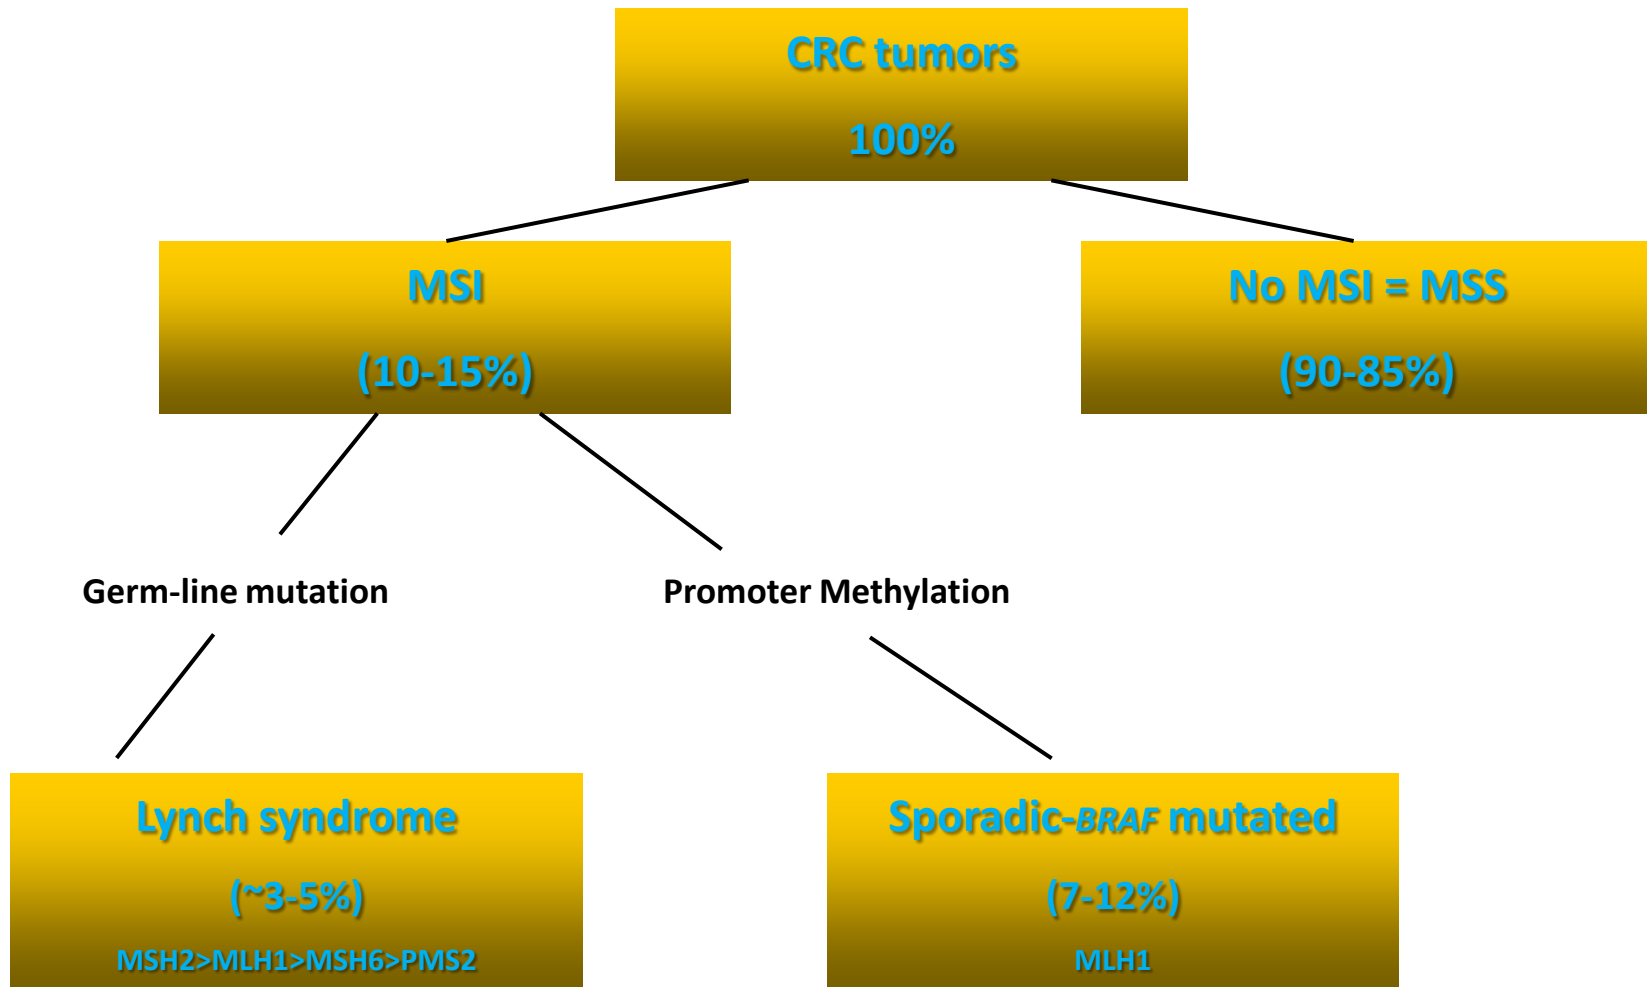 CRC tumors
100%
MSI
(10-15%)
No MSI = MSS
(90-85%)
Germ-line mutation
Promoter Methylation
Lynch syndrome
(~3-5%)
MSH2>MLH1>MSH6>PMS2
Sporadic-BRAF mutated
(7-12%)
MLH1